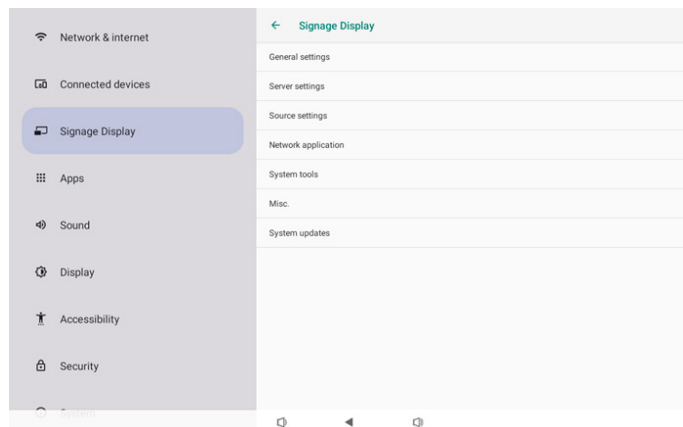 Network & internet
Connected devices
Signage Display
Apps
Sound
Display
Accessibility
Security
System
Signage Display
General settings
Server settings
Source settings
Network application
System tools
Misc.
System updates